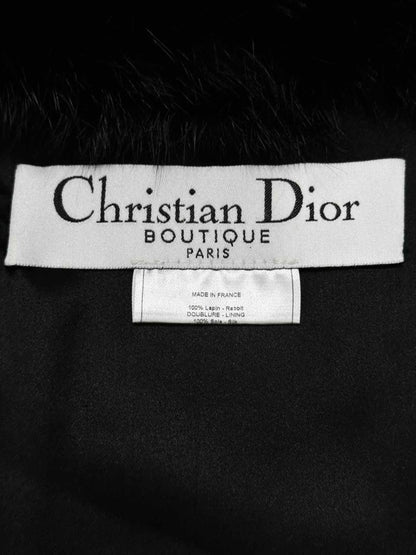 Christian Dior
BOUTIQUE
PARIS
MADE IN FRANCE
100% Lapin - Rabbit
DOUBLURE - LINING
100% Soie - Silk